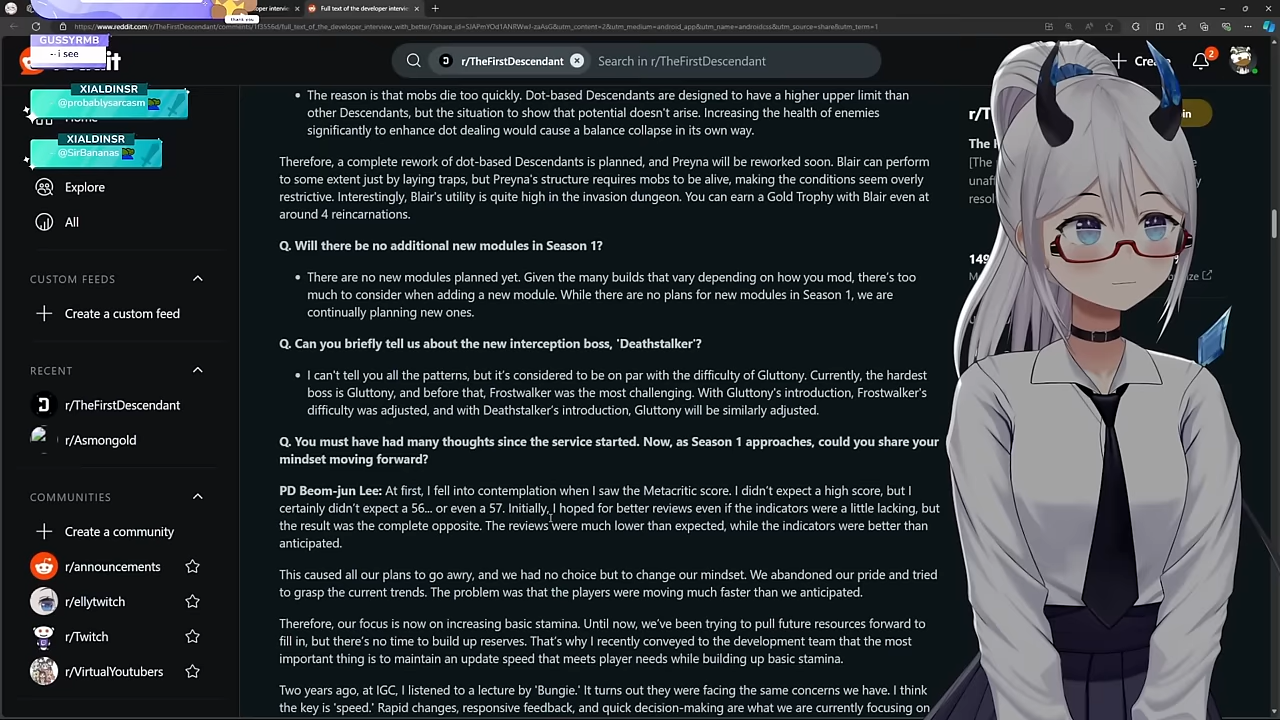 Full text of the developer interview with bette
https://www.reddit.com/r/TheFirstDescendant/comments/1f3556d/full_text_of_the_developer_interview_with_better/
thank you
GUSSYRMB
- i see
r/TheFirstDescendant
Search in r/TheFirstDescendant
Create
2
XIALDINSR
@probablysarcasm
XIALDINSR
@SirBananas
Explore
All
CUSTOM FEEDS
Create a custom feed
RECENT
r/TheFirstDescendant
r/Asmongold
COMMUNITIES
Create a community
r/announcements
r/ellytwitch
r/Twitch
r/VirtualYoutubers
The reason is that mobs die too quickly. Dot-based Descendants are designed to have a higher upper limit than
other Descendants, but the situation to show that potential doesn't arise. Increasing the health of enemies
significantly to enhance dot dealing would cause a balance collapse in its own way.
Therefore, a complete rework of dot-based Descendants is planned, and Preyna will be reworked soon. Blair can perform
to some extent just by laying traps, but Preyna's structure requires mobs to be alive, making the conditions seem overly
restrictive. Interestingly, Blair's utility is quite high in the invasion dungeon. You can earn a Gold Trophy with Blair even at
around 4 reincarnations.
Q. Will there be no additional new modules in Season 1?
There are no new modules planned yet. Given the many builds that vary depending on how you mod, there's too
much to consider when adding a new module. While there are no plans for new modules in Season 1, we are
continually planning new ones.
Q. Can you briefly tell us about the new interception boss, 'Deathstalker'?
I can't tell you all the patterns, but it's considered to be on par with the difficulty of Gluttony. Currently, the hardest
boss is Gluttony, and before that, Frostwalker was the most challenging. With Gluttony's introduction, Frostwalker's
difficulty was adjusted, and with Deathstalker's introduction, Gluttony will be similarly adjusted.
Q. You must have had many thoughts since the service started. Now, as Season 1 approaches, could you share your
mindset moving forward?
PD Beom-jun Lee: At first, I fell into contemplation when I saw the Metacritic score. I didn't expect a high score, but I
certainly didn't expect a 56... or even a 57. Initially, I hoped for better reviews even if the indicators were a little lacking, but
the result was the complete opposite. The reviews were much lower than expected, while the indicators were better than
anticipated.
This caused all our plans to go awry, and we had no choice but to change our mindset. We abandoned our pride and tried
to grasp the current trends. The problem was that the players were moving much faster than we anticipated.
Therefore, our focus is now on increasing basic stamina. Until now, we've been trying to pull future resources forward to
fill in, but there's no time to build up reserves. That's why I recently conveyed to the development team that the most
important thing is to maintain an update speed that meets player needs while building up basic stamina.
Two years ago, at IGC, I listened to a lecture by 'Bungie.' It turns out they were facing the same concerns we have. I think
the key is 'speed.' Rapid changes, responsive feedback, and quick decision-making are what we are currently focusing on